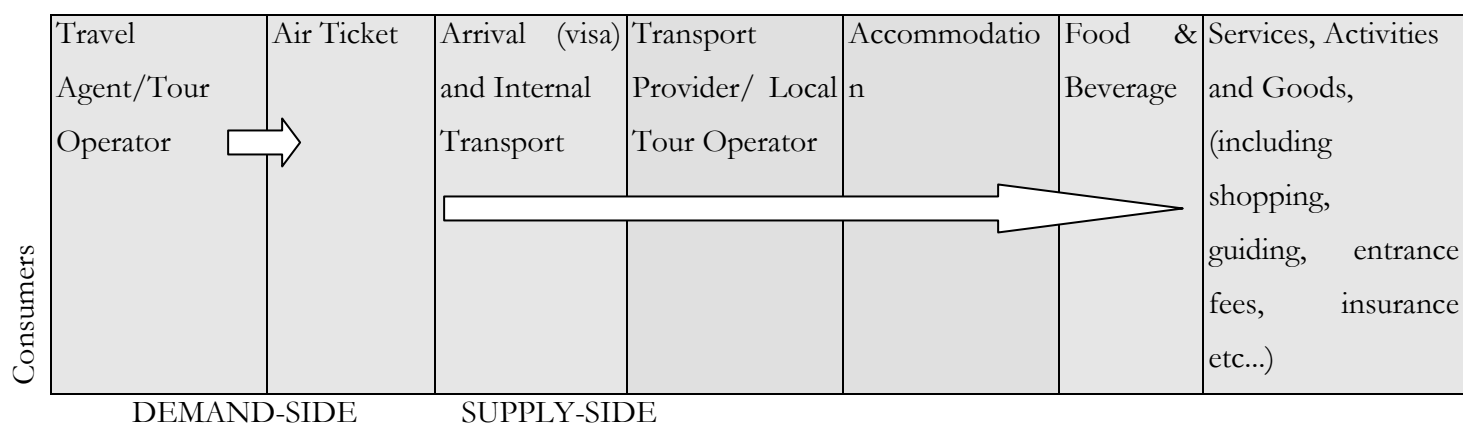 Consumers
Travel
Agent/Tour
Operator
Air Ticket
Arrival (visa)
and Internal
Transport
Transport
Provider/ Local
Tour Operator
Accommodatio
n
Food &
Beverage
Services, Activities
and Goods,
(including
shopping,
guiding, entrance
fees, insurance
etc...)
DEMAND-SIDE
SUPPLY-SIDE